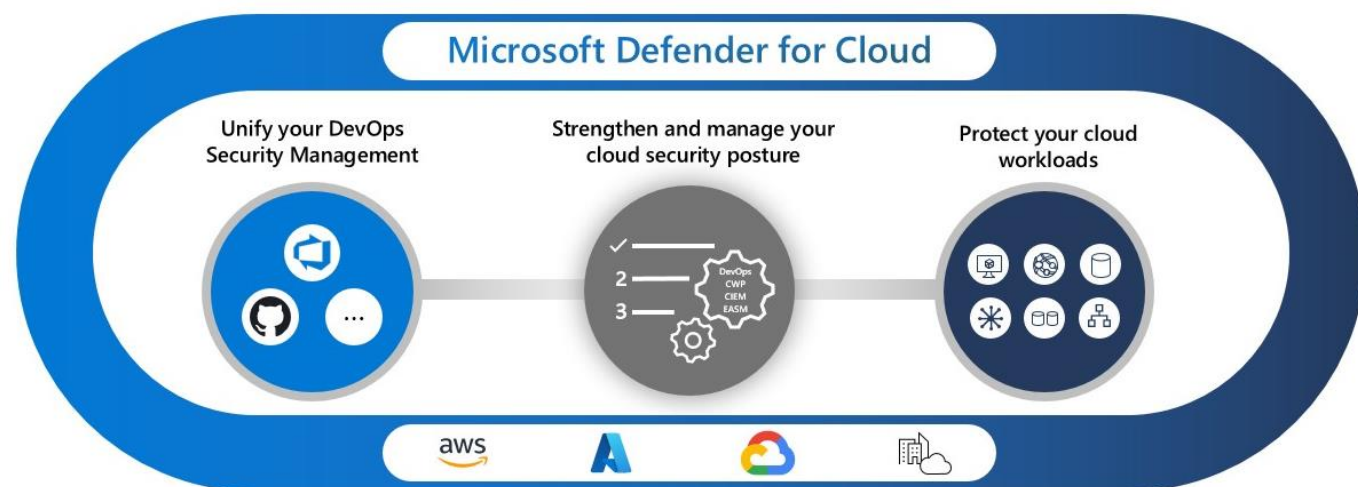 Microsoft Defender for Cloud
Unify your DevOps
Security Management
Strengthen and manage your
cloud security posture
Protect your cloud
workloads
2
3
DevOps
CWP
CIEM
EASM
...
aws